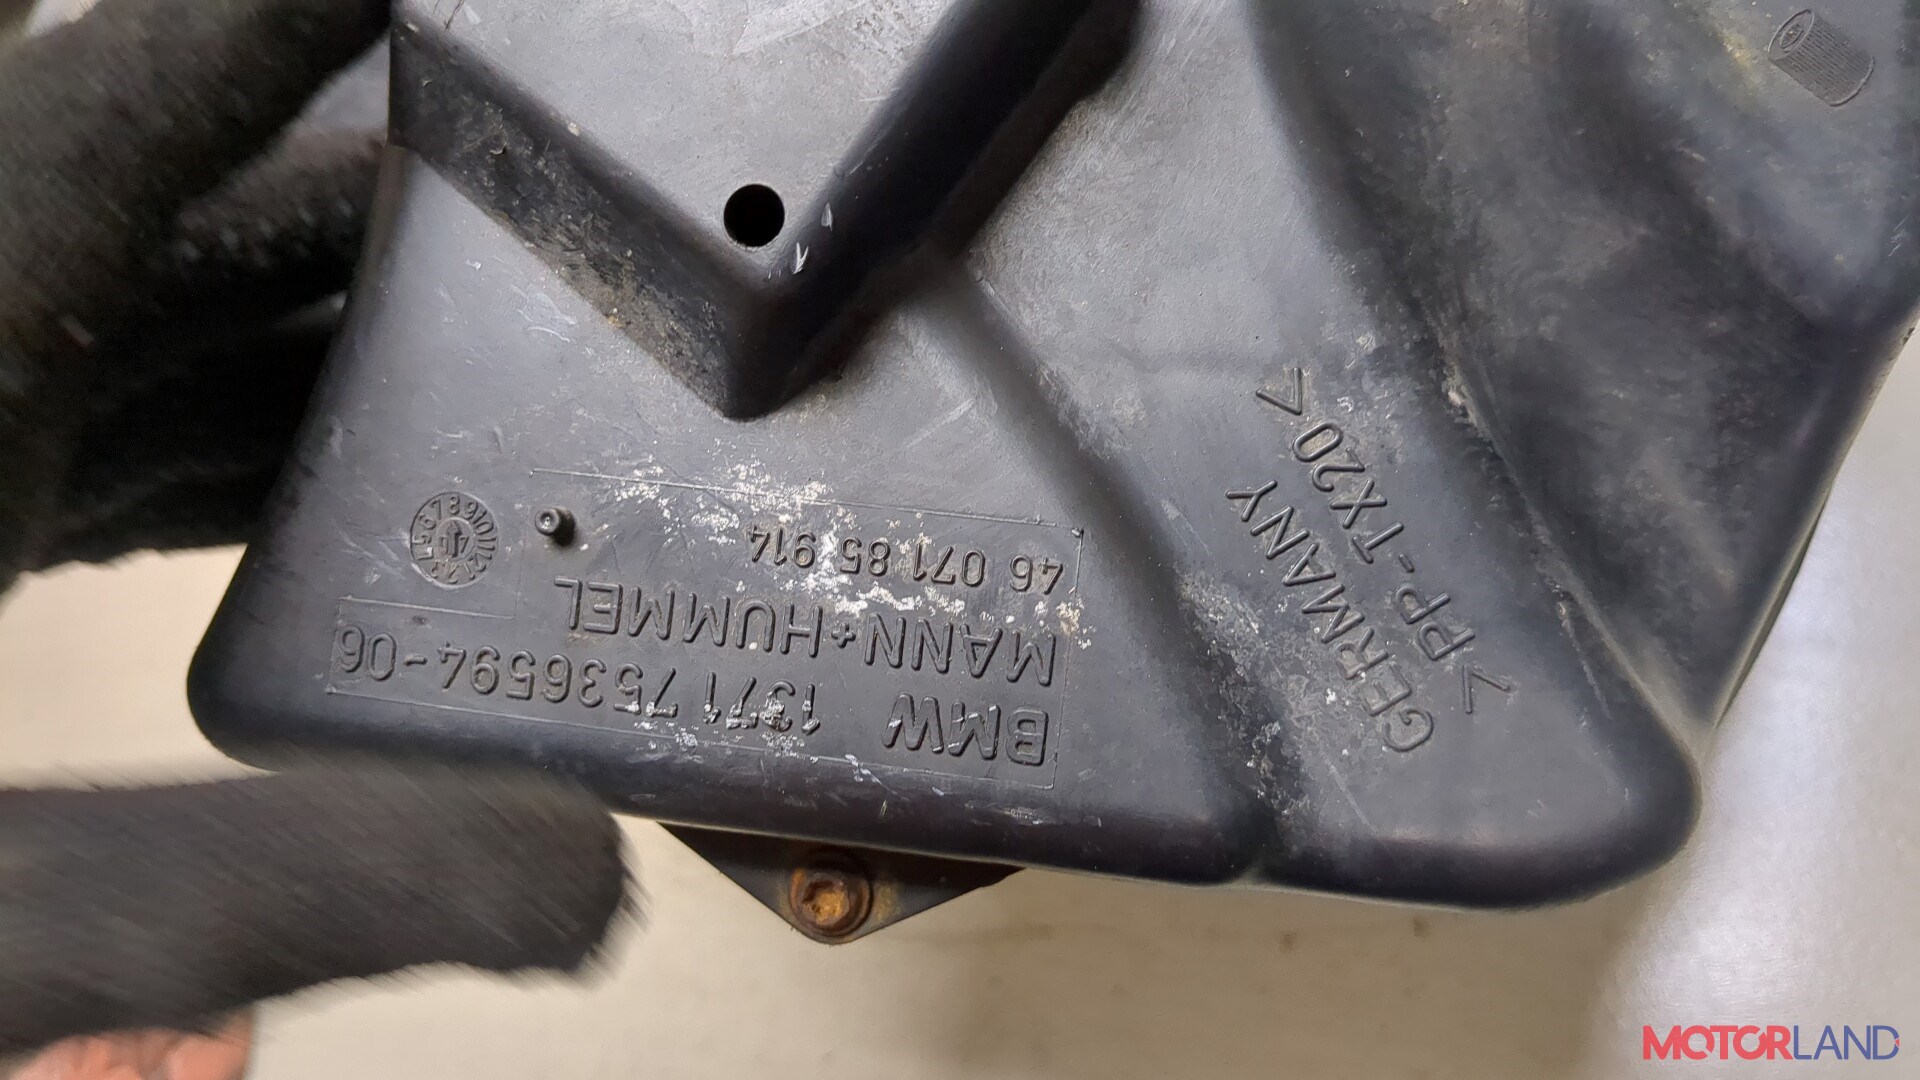 BMW 1371 7536594-06
MANN+HUMMEL
46 071 85 914
GERMANY
>PP-TX20<
MOTORLAND